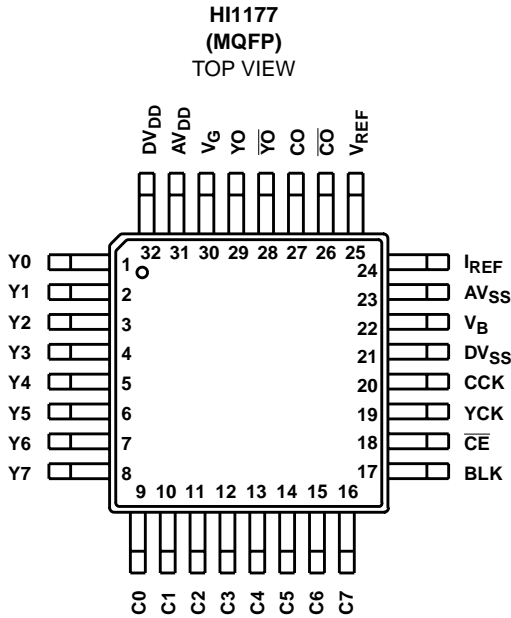 HI1177
(MQFP)
TOP VIEW
DVDD AVDD VG YO Y̅O̅ CO C̅O̅ VREF
32 31 30 29 28 27 26 25
Y0 1 24 IREF
Y1 2 23 AVSS
Y2 3 22 VB
Y3 4 21 DVSS
Y4 5 20 CCK
Y5 6 19 YCK
Y6 7 18 C̅E̅
Y7 8 17 BLK
9 10 11 12 13 14 15 16
C0 C1 C2 C3 C4 C5 C6 C7